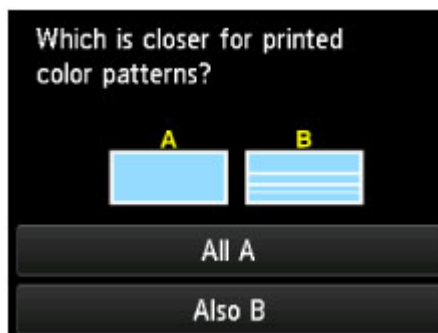 Which is closer for printed
color patterns?
A B
All A
Also B